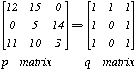 [12 15 0] = [1 1 1]
[0 5 14] = [1 0 1]
[11 10 3] = [1 0 1]
p matrix q matrix